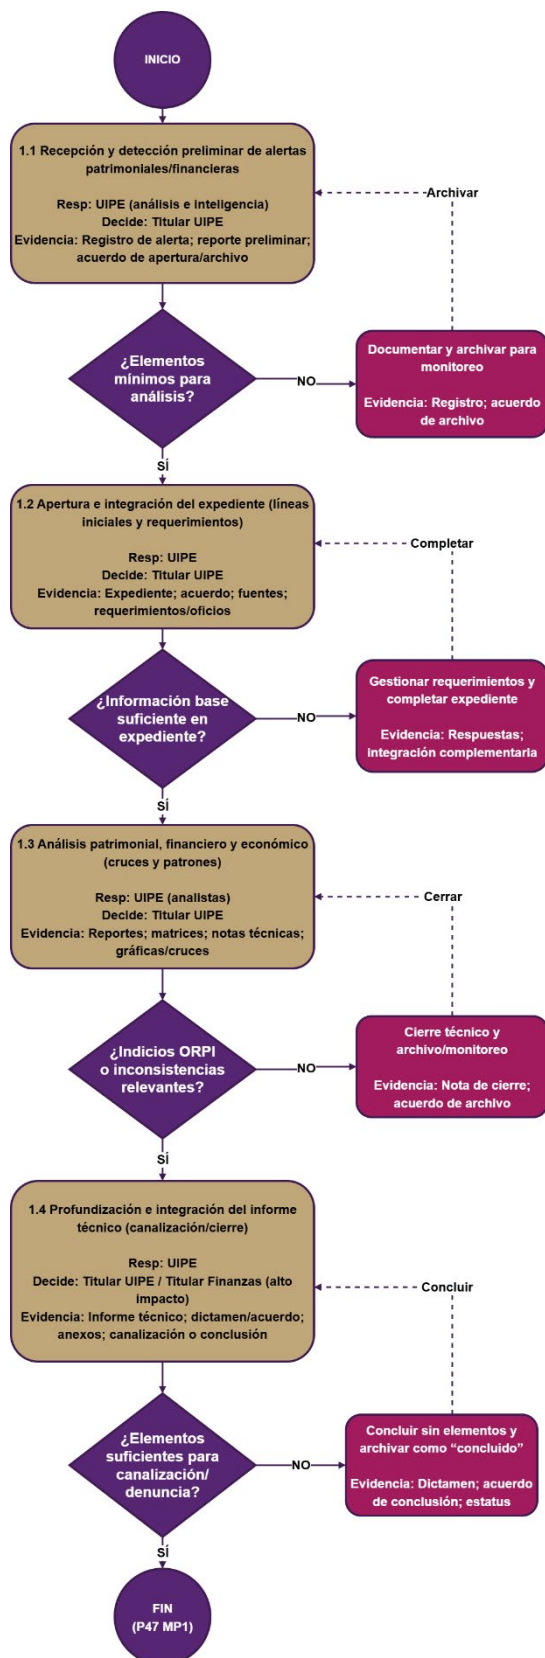 INICIO
1.1 Recepción y detección preliminar de alertas
patrimoniales/financieras
Resp: UIPE (análisis e inteligencia)
Decide: Titular UIPE
Evidencia: Registro de alerta; reporte preliminar;
acuerdo de apertura/archivo
Archivar
¿Elementos
mínimos para
análisis?
NO
Documentar y archivar para
monitoreo
Evidencia: Registro; acuerdo
de archivo
SÍ
1.2 Apertura e integración del expediente (líneas
iniciales y requerimientos)
Resp: UIPE
Decide: Titular UIPE
Evidencia: Expediente; acuerdo; fuentes;
requerimientos/oficios
Completar
¿Información base
suficiente en
expediente?
NO
Gestionar requerimientos y
completar expediente
Evidencia: Respuestas;
integración complementaria
SÍ
1.3 Análisis patrimonial, financiero y económico
(cruces y patrones)
Resp: UIPE (analistas)
Decide: Titular UIPE
Evidencia: Reportes; matrices; notas técnicas;
gráficas/cruces
Cerrar
¿Indicios ORPI
o inconsistencias
relevantes?
NO
Cierre técnico y
archivo/monitoreo
Evidencia: Nota de cierre;
acuerdo de archivo
SÍ
1.4 Profundización e integración del informe
técnico (canalización/cierre)
Resp: UIPE
Decide: Titular UIPE / Titular Finanzas (alto
impacto)
Evidencia: Informe técnico; dictamen/acuerdo;
anexos; canalización o conclusión
Concluir
¿Elementos
suficientes para
canalización/
denuncia?
NO
Concluir sin elementos y
archivar como “concluido”
Evidencia: Dictamen; acuerdo
de conclusión; estatus
SÍ
FIN
(P47 MP1)